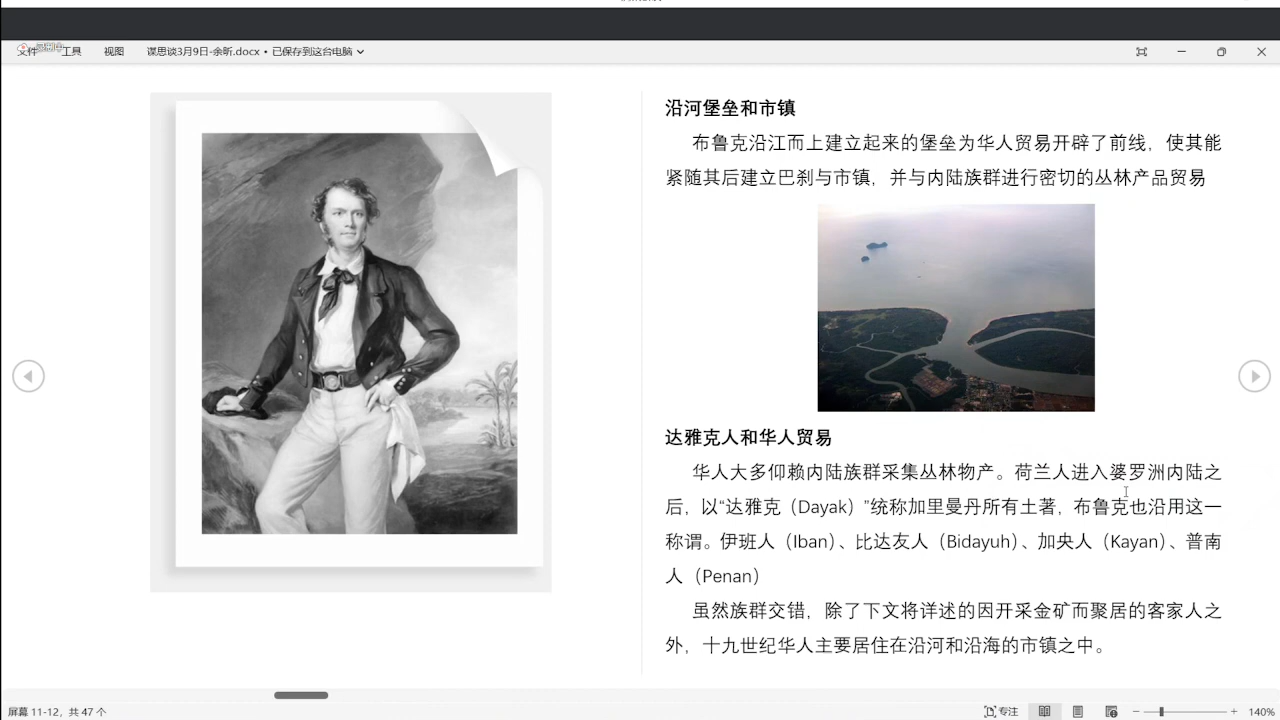 文件
工具
视图
谋思谈3月9日-余昕.docx • 已保存到这台电脑
沿河堡垒和市镇
布鲁克沿江而上建立起来的堡垒为华人贸易开辟了前线，使其能
紧随其后建立巴刹与市镇，并与内陆族群进行密切的丛林产品贸易
达雅克人和华人贸易
华人大多仰赖内陆族群采集丛林物产。荷兰人进入婆罗洲内陆之
后，以“达雅克（Dayak）”统称加里曼丹所有土著，布鲁克也沿用这一
称谓。伊班人（Iban）、比达友人（Bidayuh）、加央人（Kayan）、普南
人（Penan）
虽然族群交错，除了下文将详述的因开采金矿而聚居的客家人之
外，十九世纪华人主要居住在沿河和沿海的市镇之中。
屏幕 11-12，共 47 个
专注
140%